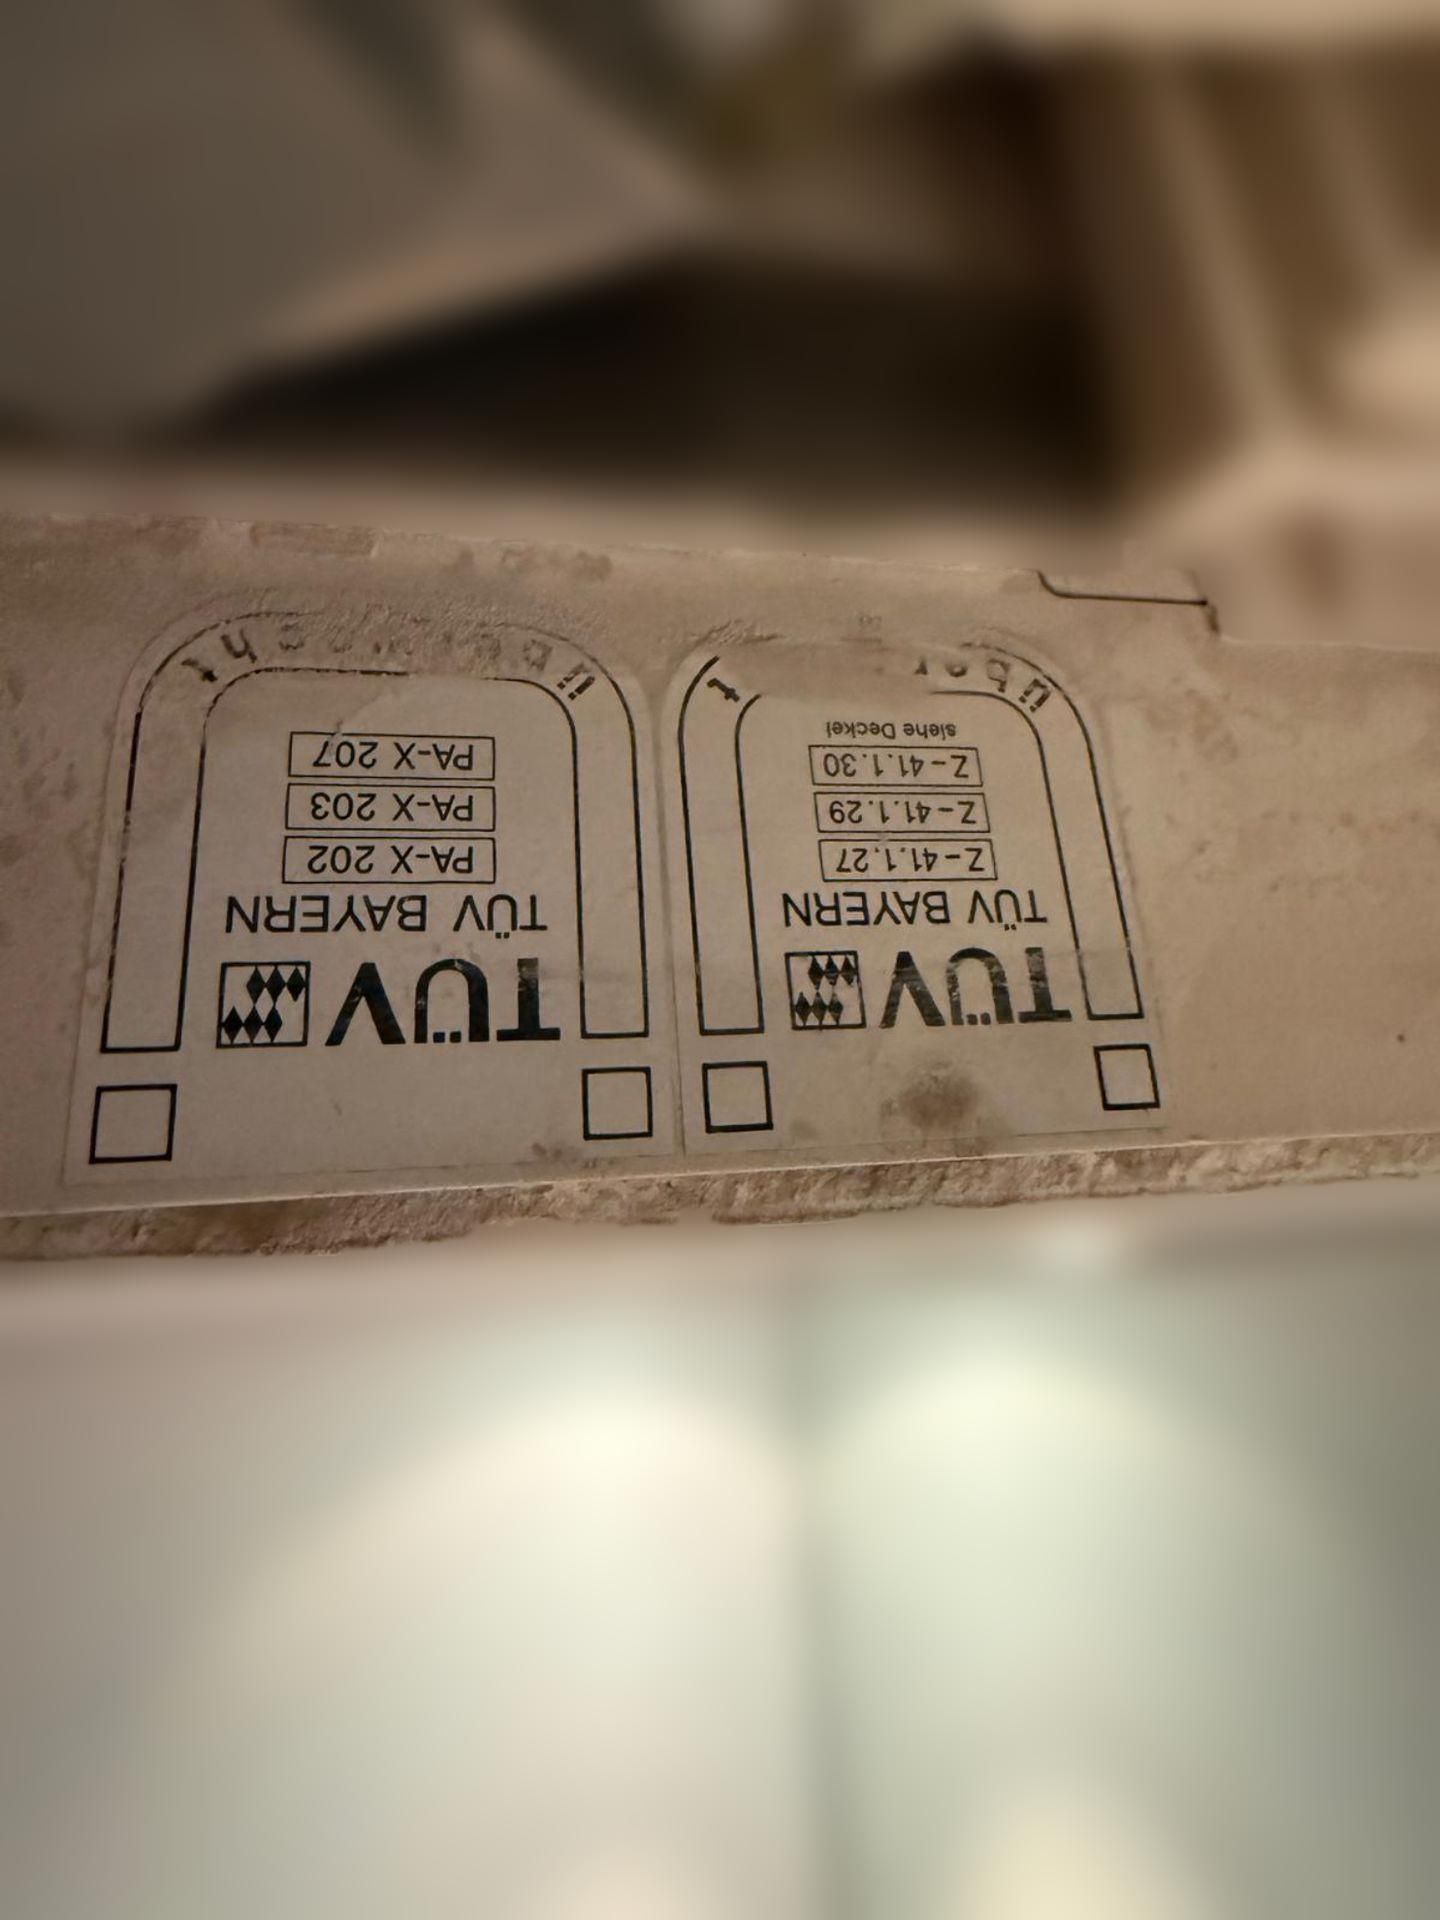 TÜV
TÜV BAYERN
Z-41.1.27
Z-41.1.29
Z-41.1.30
siehe Deckel
TÜV
TÜV BAYERN
PA-X 202
PA-X 203
PA-X 207
überwacht